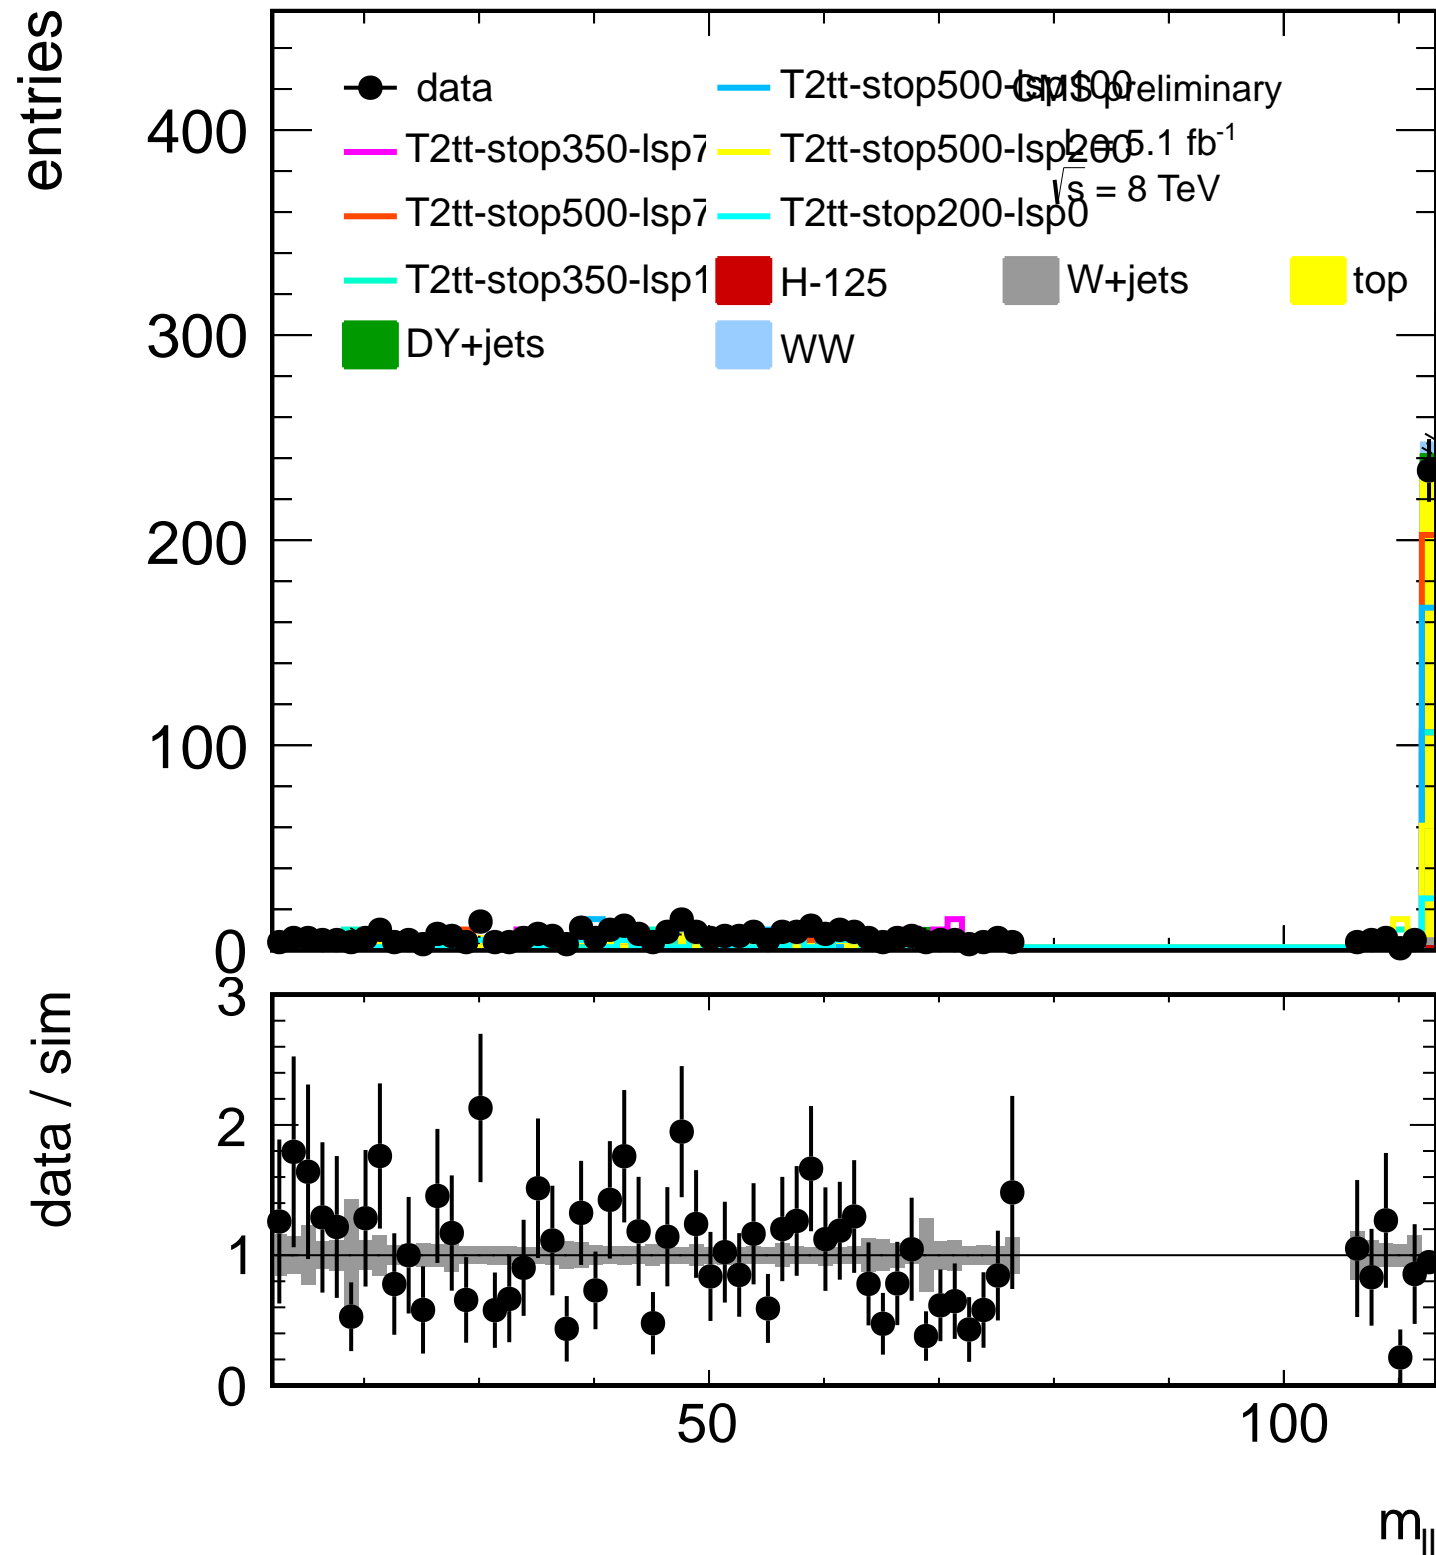 entries
400
300
200
100
0
data
T2tt-stop500-lsp100
CMS preliminary
T2tt-stop350-lsp7
T2tt-stop500-lsp200
L = 5.1 fb-1
√s = 8 TeV
T2tt-stop500-lsp7
T2tt-stop200-lsp0
T2tt-stop350-lsp1
H-125
W+jets
top
DY+jets
WW
data / sim
3
2
1
0
50
100
mll